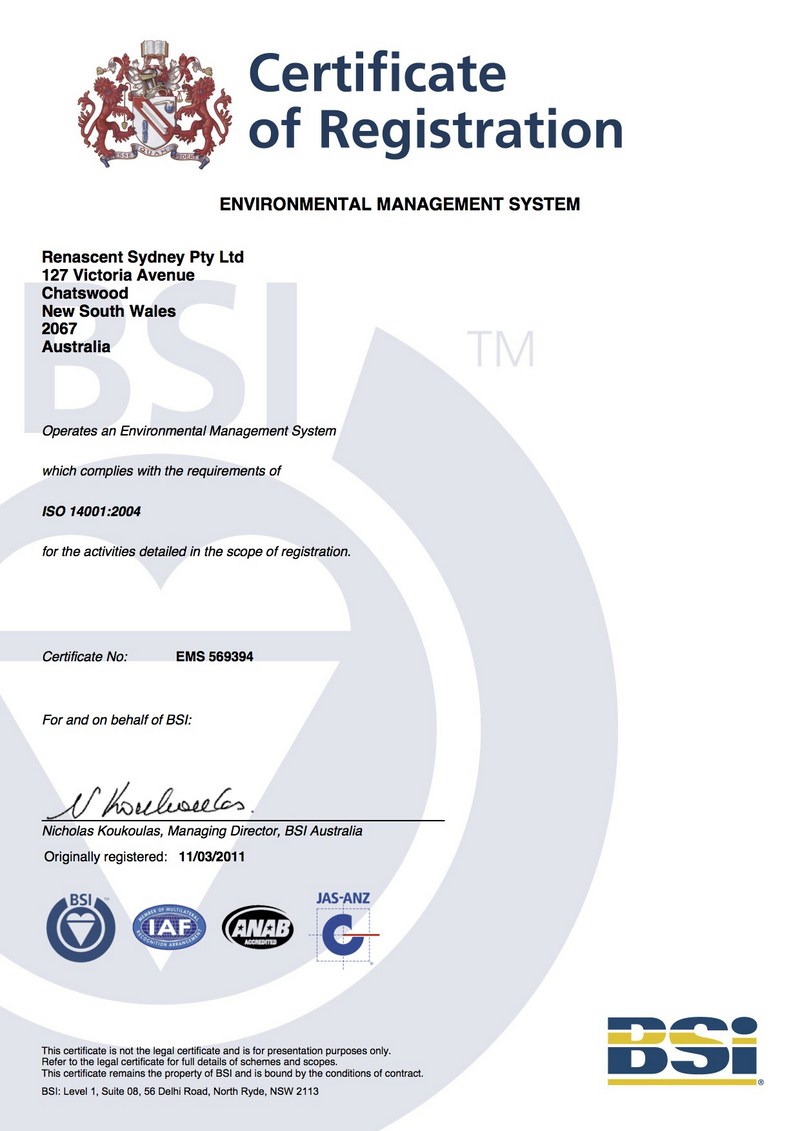 Certificate
of Registration
ESSE QUAM
ENVIRONMENTAL MANAGEMENT SYSTEM
Renascent Sydney Pty Ltd
127 Victoria Avenue
Chatswood
New South Wales
2067
Australia
BSI
TM
Operates an Environmental Management System
which complies with the requirements of
ISO 14001:2004
for the activities detailed in the scope of registration.
Certificate No: EMS 569394
For and on behalf of BSI:
N Koukoulas.
Nicholas Koukoulas, Managing Director, BSI Australia
Originally registered: 11/03/2011
BSI TM
MEMBER OF MULTILATERAL
IAF
RECOGNITION ARRANGEMENT
ANAB
ACCREDITED
JAS-ANZ
This certificate is not the legal certificate and is for presentation purposes only.
Refer to the legal certificate for full details of schemes and scopes.
This certificate remains the property of BSI and is bound by the conditions of contract.
BSI: Level 1, Suite 08, 56 Delhi Road, North Ryde, NSW 2113
BSi ®